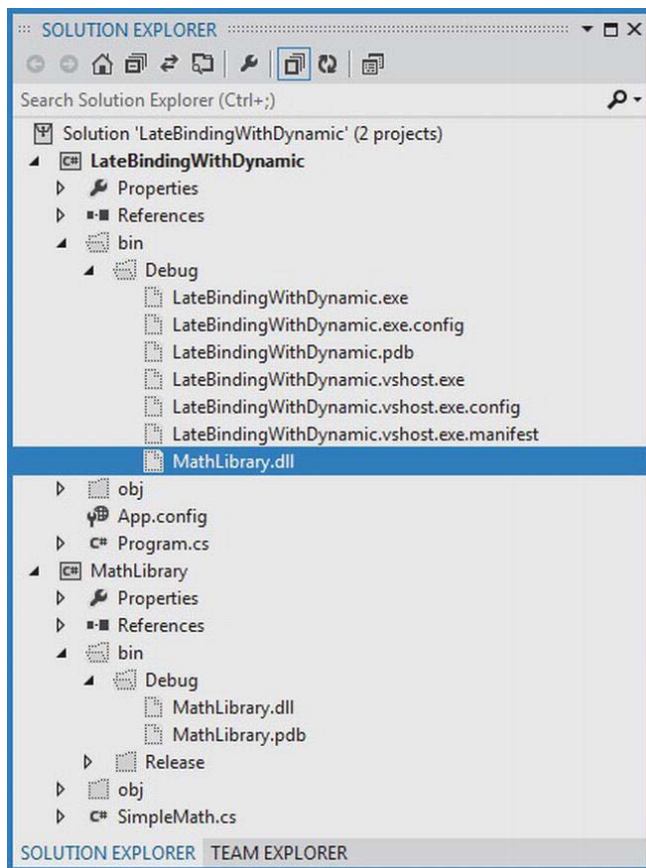 SOLUTION EXPLORER
Search Solution Explorer (Ctrl+;)
Solution 'LateBindingWithDynamic' (2 projects)
C# LateBindingWithDynamic
Properties
References
bin
Debug
LateBindingWithDynamic.exe
LateBindingWithDynamic.exe.config
LateBindingWithDynamic.pdb
LateBindingWithDynamic.vshost.exe
LateBindingWithDynamic.vshost.exe.config
LateBindingWithDynamic.vshost.exe.manifest
MathLibrary.dll
obj
App.config
C# Program.cs
C# MathLibrary
Properties
References
bin
Debug
MathLibrary.dll
MathLibrary.pdb
Release
obj
C# SimpleMath.cs
SOLUTION EXPLORER TEAM EXPLORER